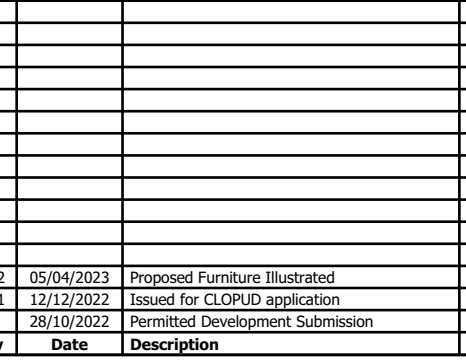 2 05/04/2023 Proposed Furniture Illustrated
1 12/12/2022 Issued for CLOPUD application
28/10/2022 Permitted Development Submission
Date Description